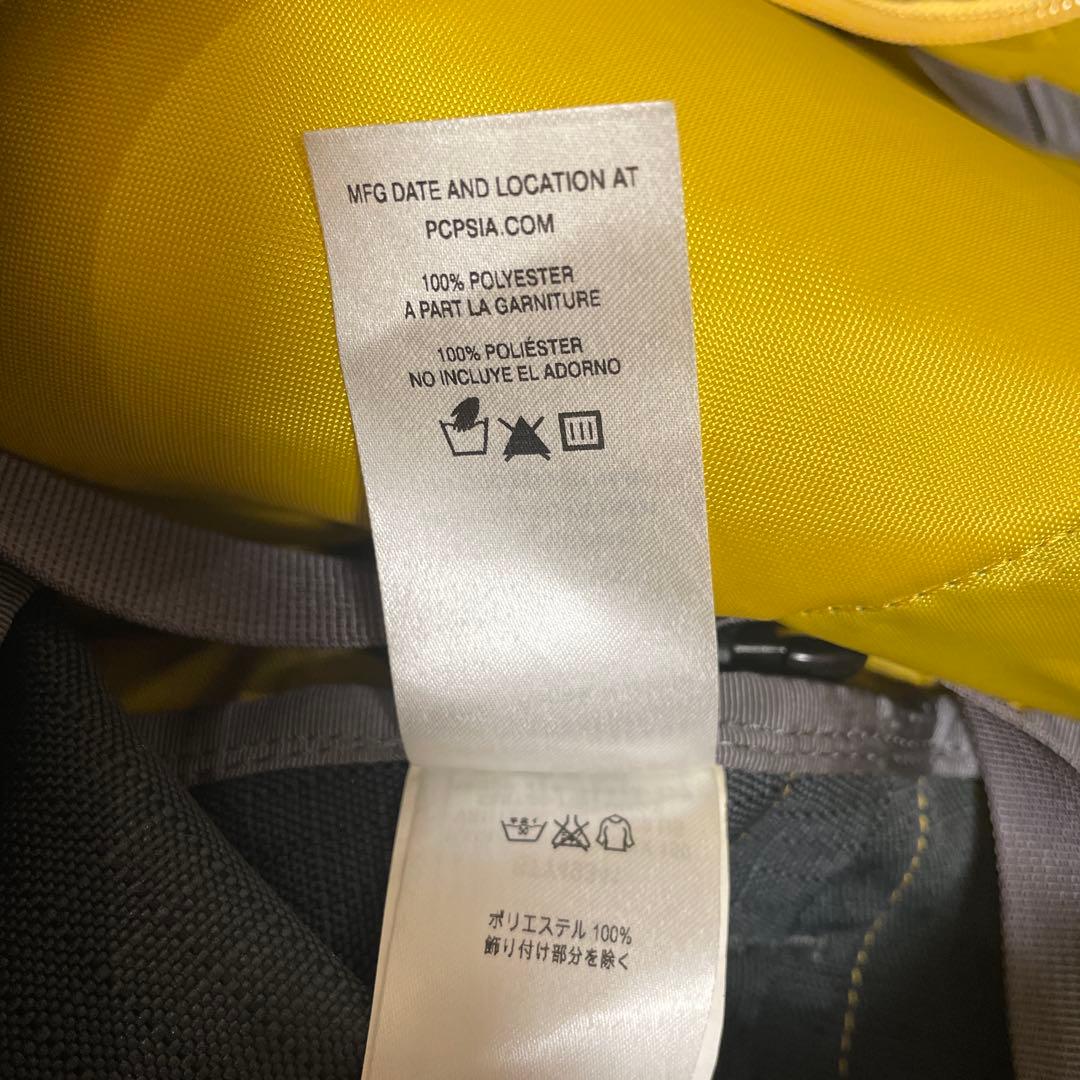 MFG DATE AND LOCATION AT
PCPSIA.COM
100% POLYESTER
A PART LA GARNITURE
100% POLIÉSTER
NO INCLUYE EL ADORNO
ポリエステル 100%
飾り付け部分を除く